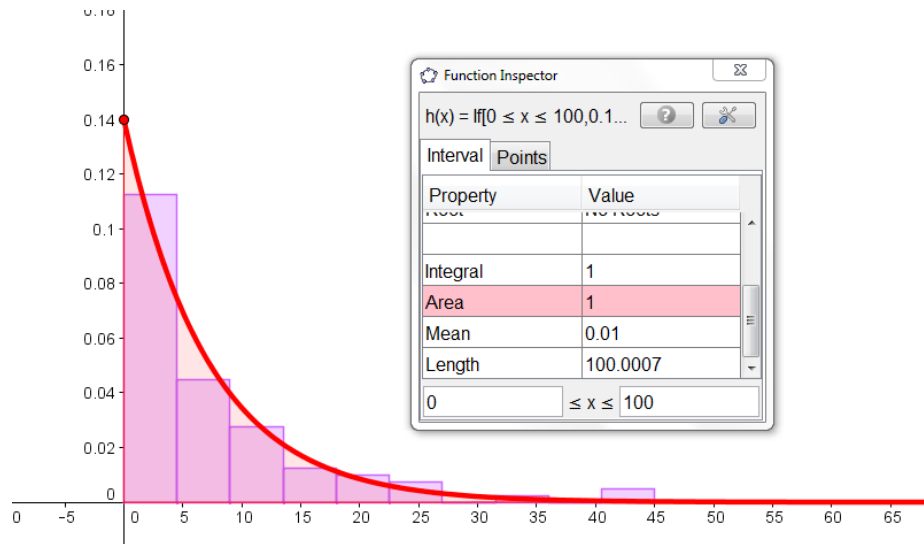 0.16
Function Inspector
h(x) = If[0 ≤ x ≤ 100,0.1...
0.14
Interval Points
0.12
Property Value
0.1
Integral 1
0.08
Area 1
0.06
Mean 0.01
Length 100.0007
0.04
0 ≤ x ≤ 100
0.02
0
0 -5 0 5 10 15 20 25 30 35 40 45 50 55 60 65